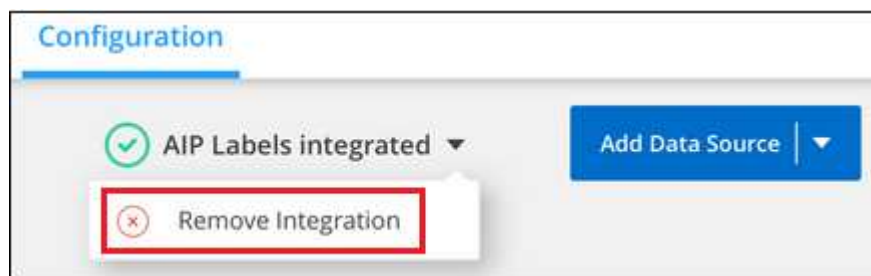 Configuration
AIP Labels integrated
Add Data Source
Remove Integration